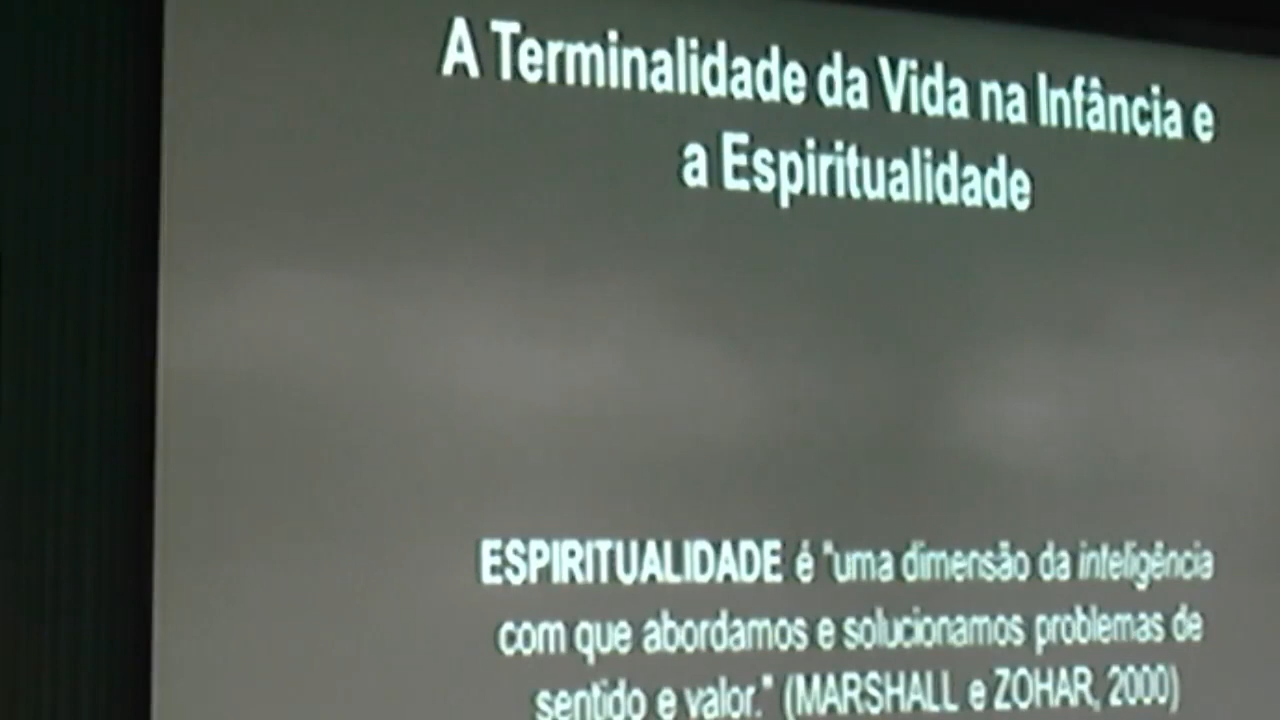 A Terminalidade da Vida na Infância e
a Espiritualidade
ESPIRITUALIDADE é "uma dimensão da inteligência
com que abordamos e solucionamos problemas de
sentido e valor." (MARSHALL e ZOHAR, 2000)